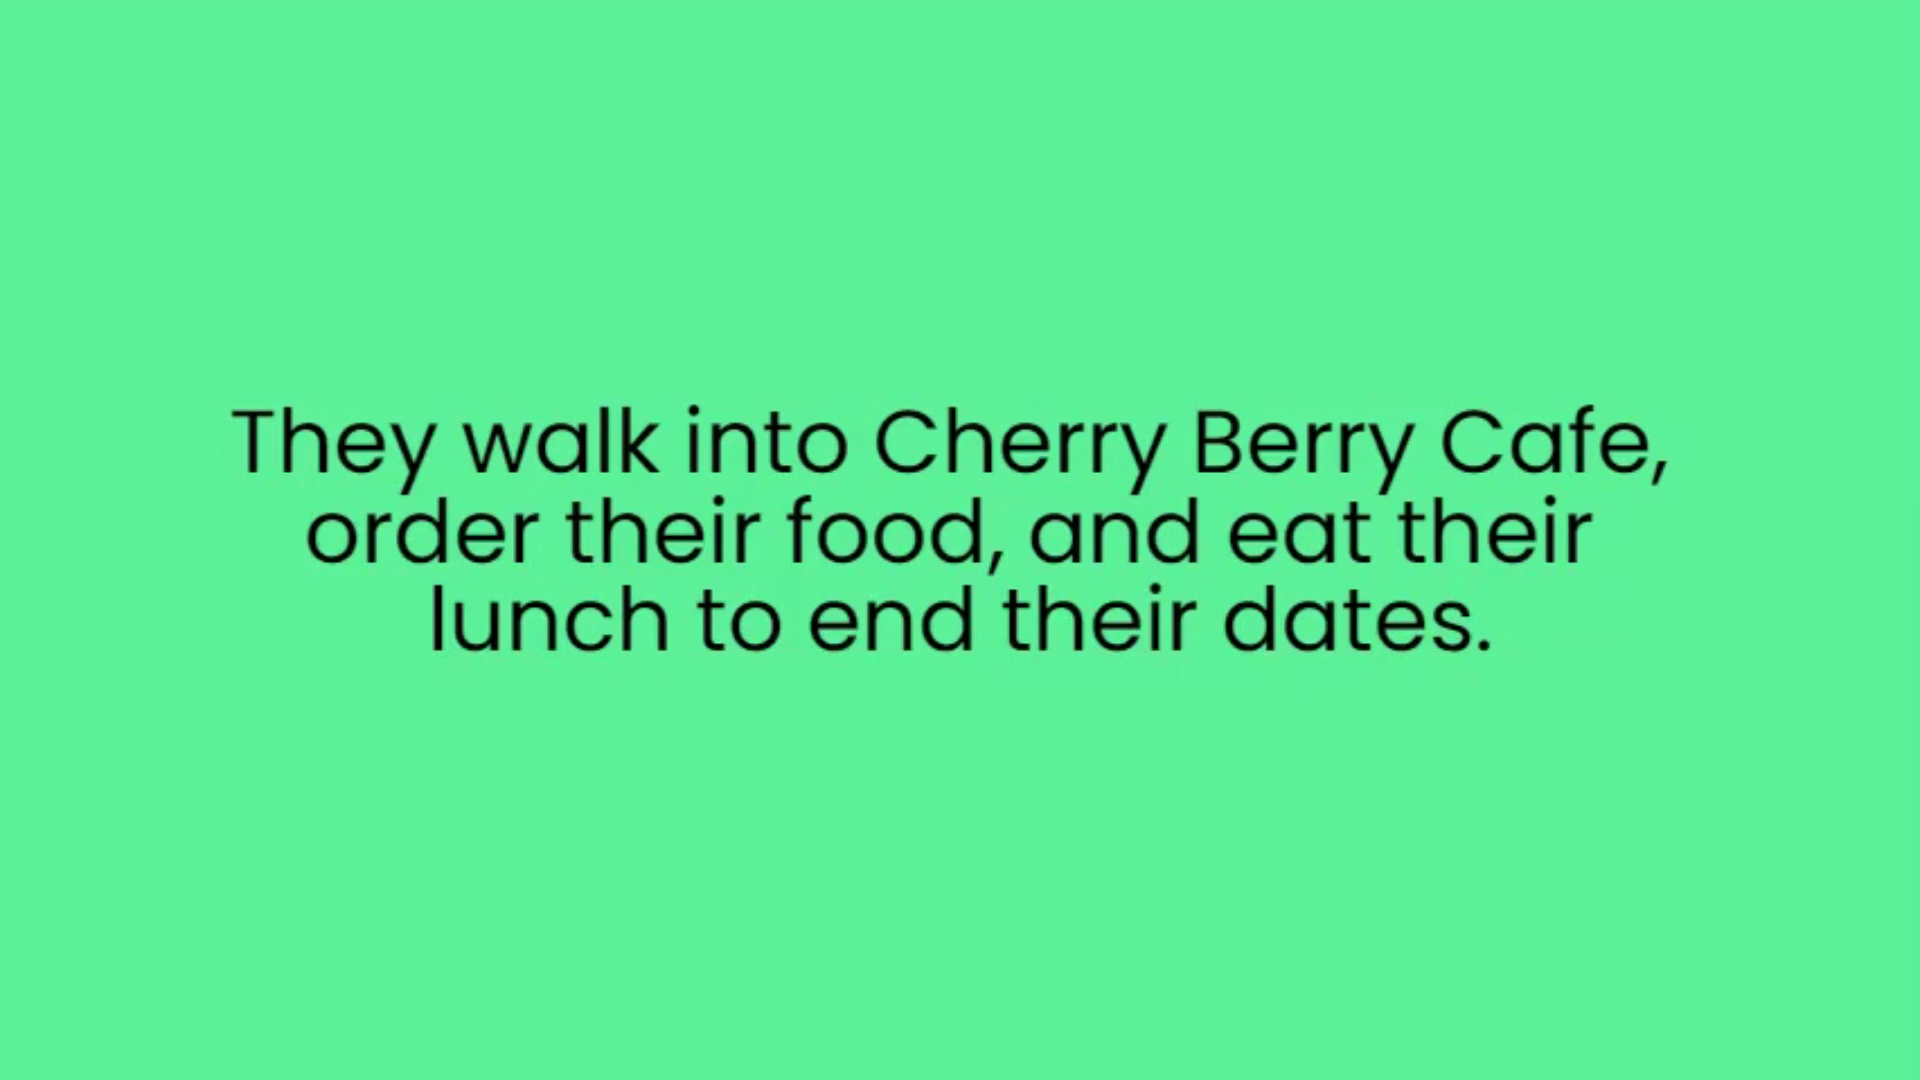 They walk into Cherry Berry Cafe,
order their food, and eat their
lunch to end their dates.